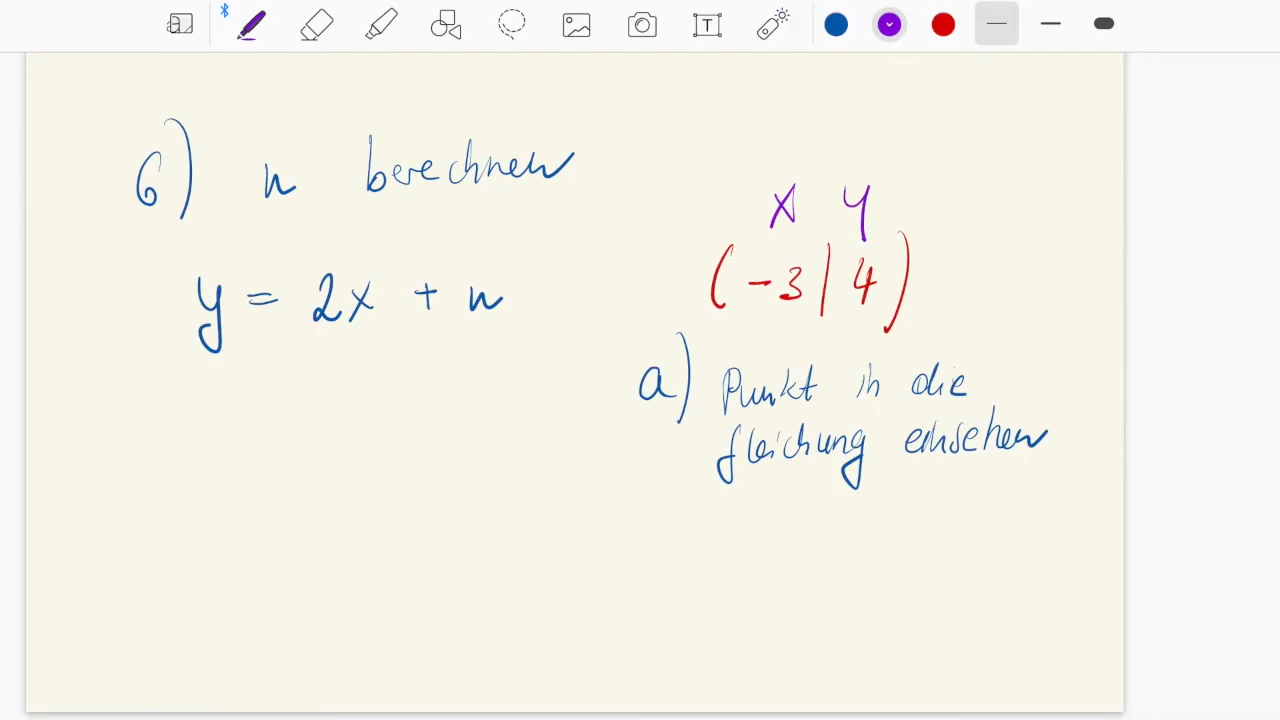 6) n berechnen
x y
y = 2x + n
(-3|4)
a) Punkt in die
Gleichung einsetzen